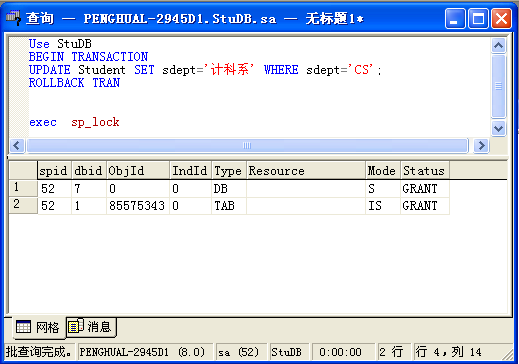 查询 — PENGHUAL-2945D1.StuDB.sa — 无标题1*
Use StuDB
BEGIN TRANSACTION
UPDATE Student SET sdept='计科系' WHERE sdept='CS';
ROLLBACK TRAN
exec sp_lock
spid dbid ObjId IndId Type Resource Mode Status
1 52 7 0 0 DB S GRANT
2 52 1 85575343 0 TAB IS GRANT
网格 消息
批查询完成。 PENGHUAL-2945D1 (8.0) sa (52) StuDB 0:00:00 2 行 行 4，列 14